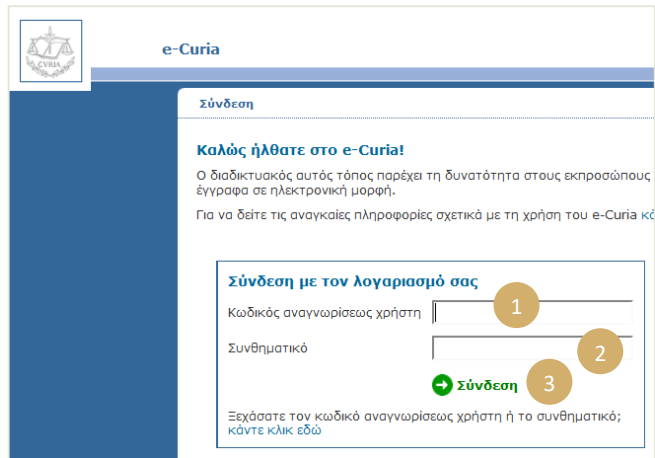 CVRIA
e-Curia
Σύνδεση
Καλώς ήλθατε στο e-Curia!
Ο διαδικτυακός αυτός τόπος παρέχει τη δυνατότητα στους εκπροσώπους
έγγραφα σε ηλεκτρονική μορφή.
Για να δείτε τις αναγκαίες πληροφορίες σχετικά με τη χρήση του e-Curia κά
Σύνδεση με τον λογαριασμό σας
Κωδικός αναγνωρίσεως χρήστη 1
Συνθηματικό 2
Σύνδεση 3
Ξεχάσατε τον κωδικό αναγνωρίσεως χρήστη ή το συνθηματικό;
κάντε κλικ εδώ